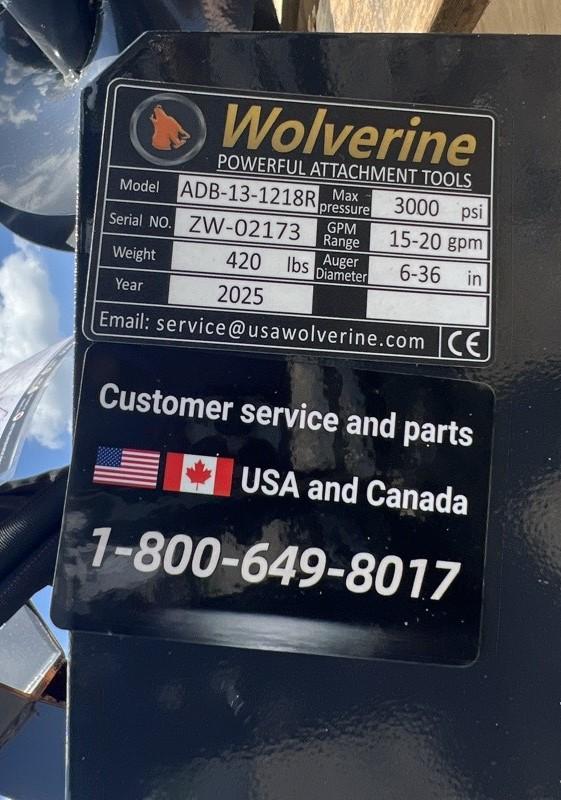 Wolverine
POWERFUL ATTACHMENT TOOLS
Model ADB-13-1218R Max pressure 3000 psi
Serial NO. ZW-02173 GPM Range 15-20 gpm
Weight 420 lbs Auger Diameter 6-36 in
Year 2025
Email: service@usawolverine.com CE
Customer service and parts
USA and Canada
1-800-649-8017